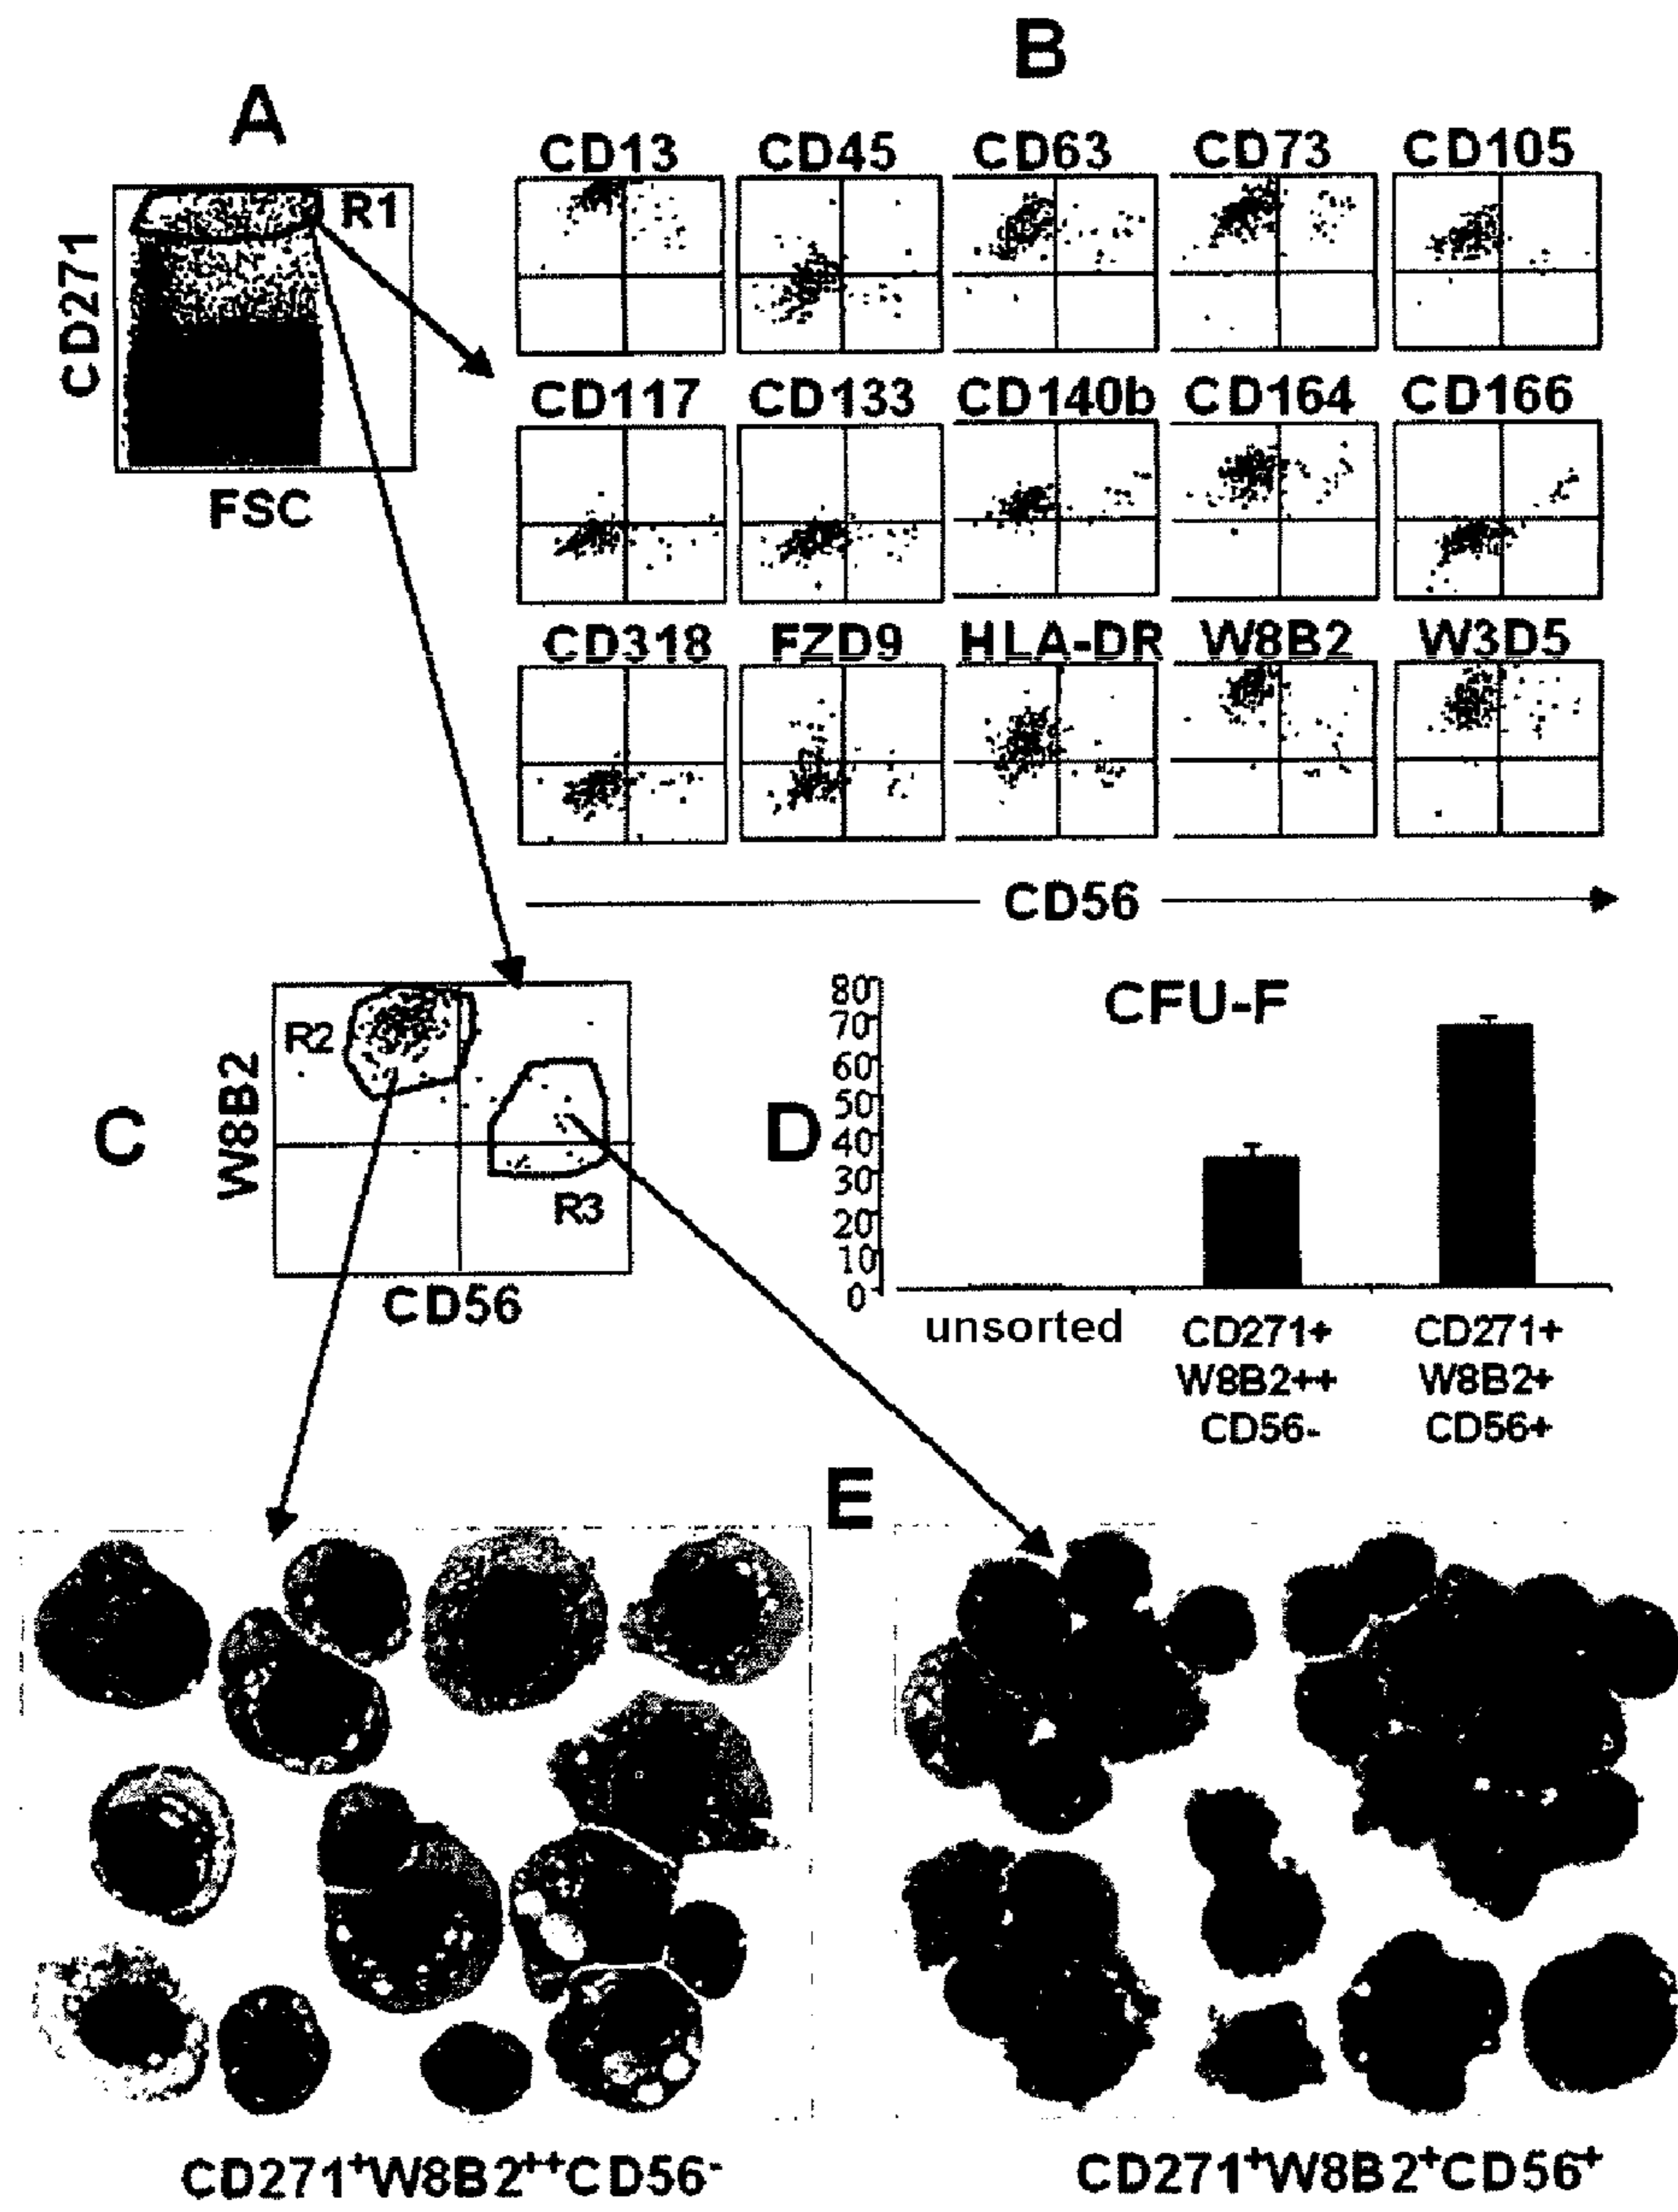 A
CD271
R1
FSC
B
CD13 CD45 CD63 CD73 CD105
CD117 CD133 CD140b CD164 CD166
CD318 FZD9 HLA-DR W8B2 W3D5
CD56
C
W8B2
R2
R3
CD56
D
CFU-F
80
70
60
50
40
30
20
10
0
unsorted
CD271+
W8B2++
CD56-
CD271+
W8B2+
CD56+
E
CD271⁺W8B2⁺⁺CD56⁻
CD271⁺W8B2⁺CD56⁺